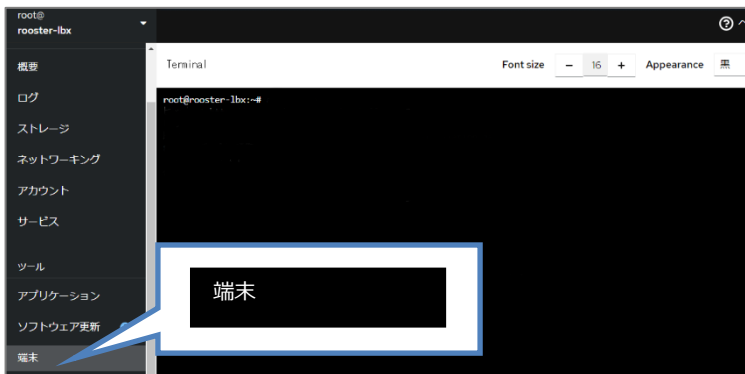 root@
rooster-lbx
概要
ログ
ストレージ
ネットワーキング
アカウント
サービス
ツール
アプリケーション
ソフトウェア更新
端末
Terminal
Font size － 16 + Appearance 黒
root@rooster-lbx:~#
端末